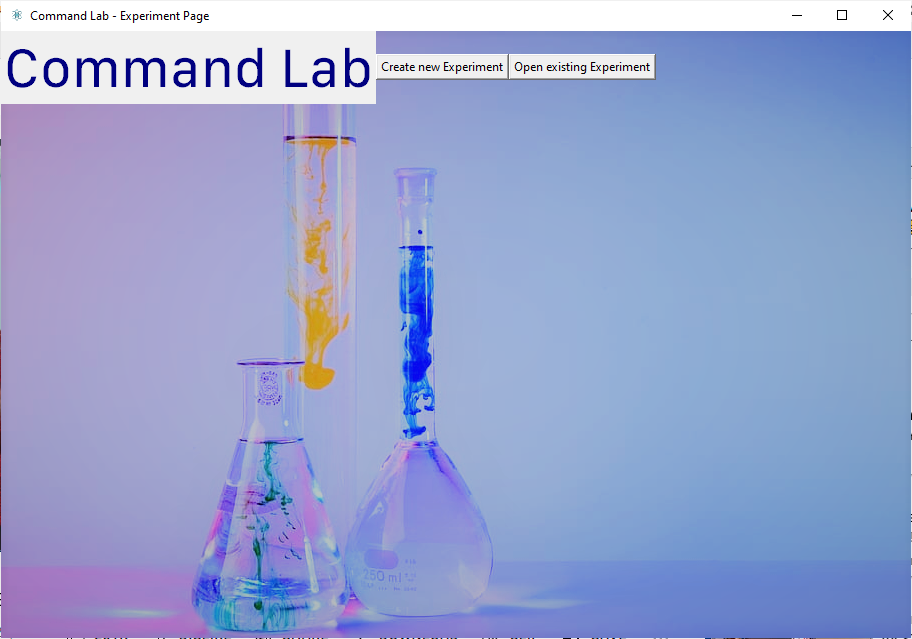 Command Lab - Experiment Page
Command Lab
Create new Experiment
Open existing Experiment
250 ml